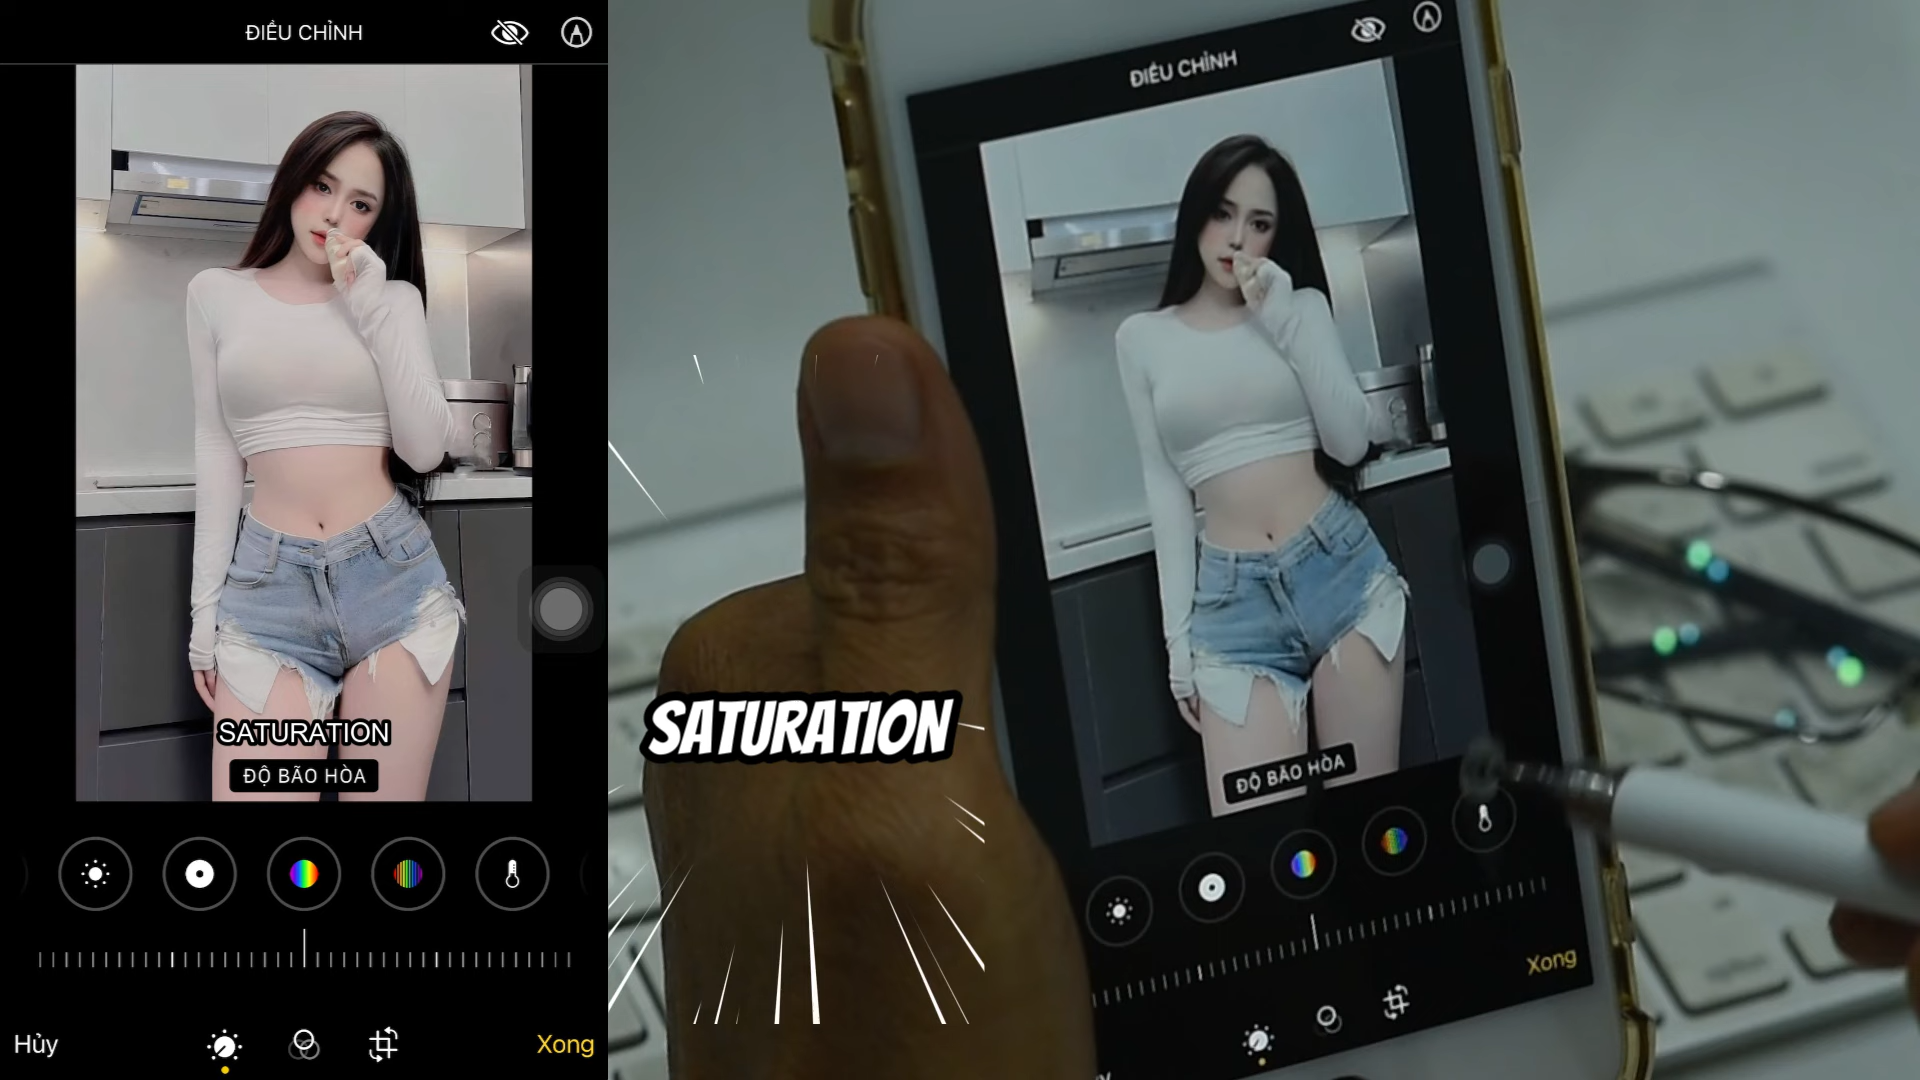 ĐIỀU CHỈNH
SATURATION
ĐỘ BÃO HÒA
Hủy
Xong
ĐIỀU CHỈNH
SATURATION
ĐỘ BÃO HÒA
Xong